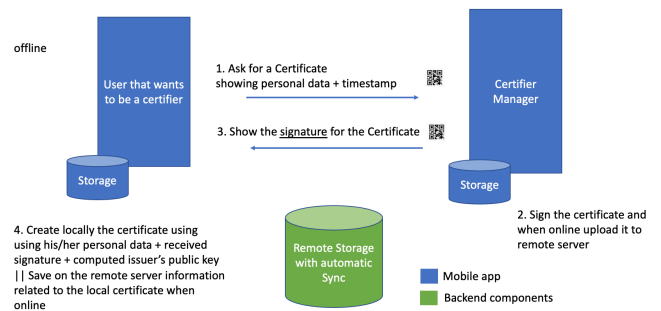 offline
User that wants
to be a certifier
1. Ask for a Certificate
showing personal data + timestamp
Certifier
Manager
3. Show the signature for the Certificate
Storage
Storage
4. Create locally the certificate using
using his/her personal data + received
signature + computed issuer's public key
|| Save on the remote server information
related to the local certificate when
online
Remote Storage
with automatic
Sync
2. Sign the certificate and
when online upload it to
remote server
Mobile app
Backend components